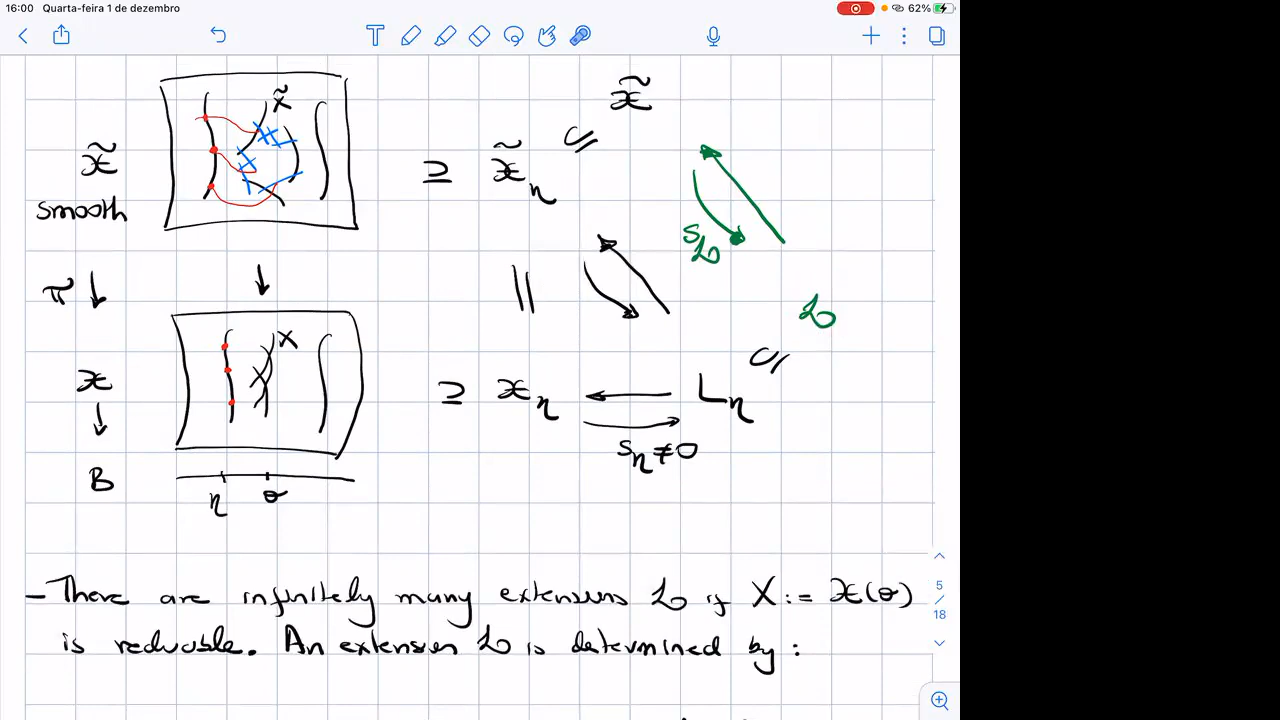 16:00 Quarta-feira 1 de dezembro
62%
T
X̃
𝒳̃
𝒳̃ ⊇ 𝒳̃_η
smooth
s_𝓛
π
𝓛
X
𝒳 ⊇ 𝒳_η L_η
s_η ≠ 0
B
η 0
- There are infinitely many extensions 𝓛 if X := 𝒳(0)
is reducible. An extension 𝓛 is determined by :
5
/
18